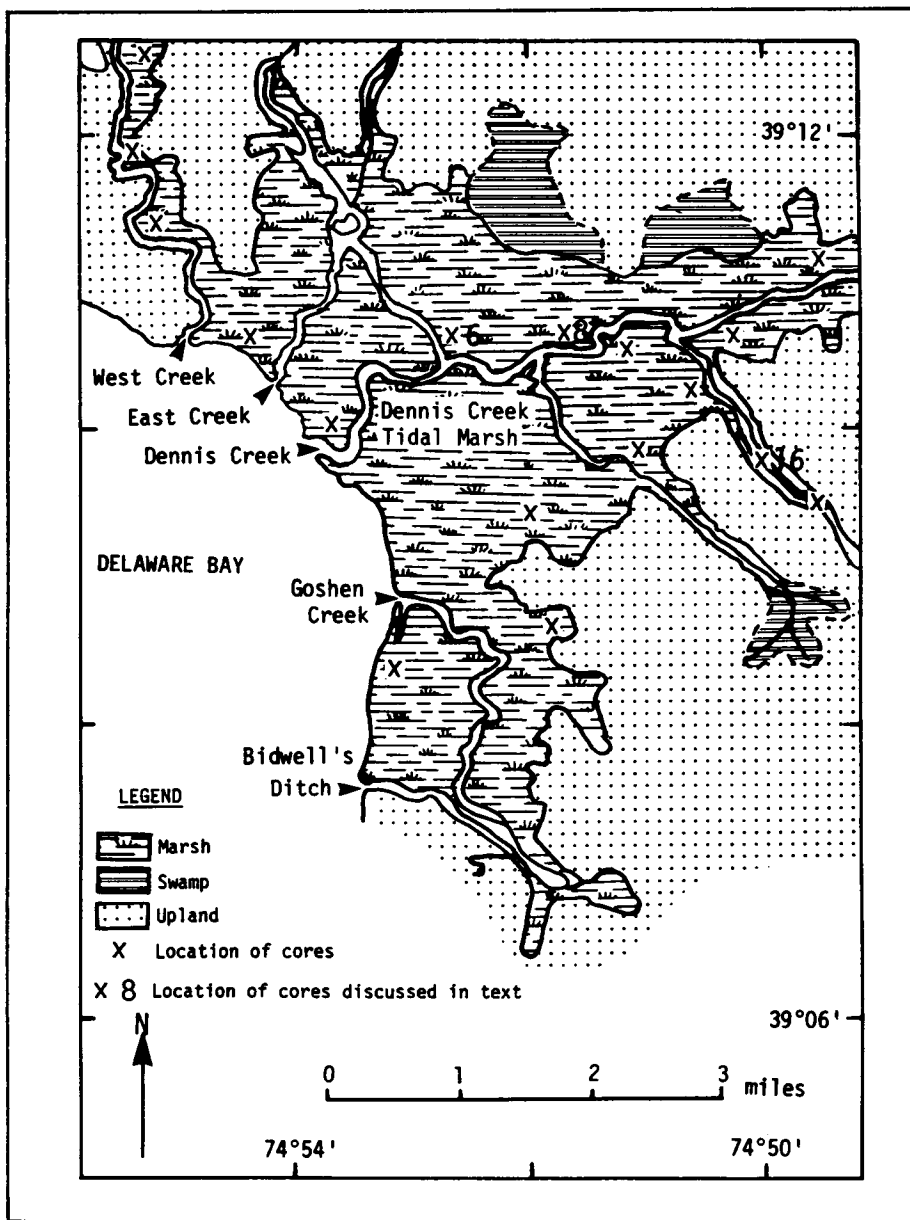 39°12'
X
X
X
X
X
X 6
X 8
X
X
X
X
X
X
X 16
X
X
X
X
West Creek
East Creek
Dennis Creek
Dennis Creek
Tidal Marsh
DELAWARE BAY
Goshen
Creek
Bidwell's
Ditch
LEGEND
Marsh
Swamp
Upland
X Location of cores
X 8 Location of cores discussed in text
N
39°06'
0 1 2 3 miles
74°54' 74°50'